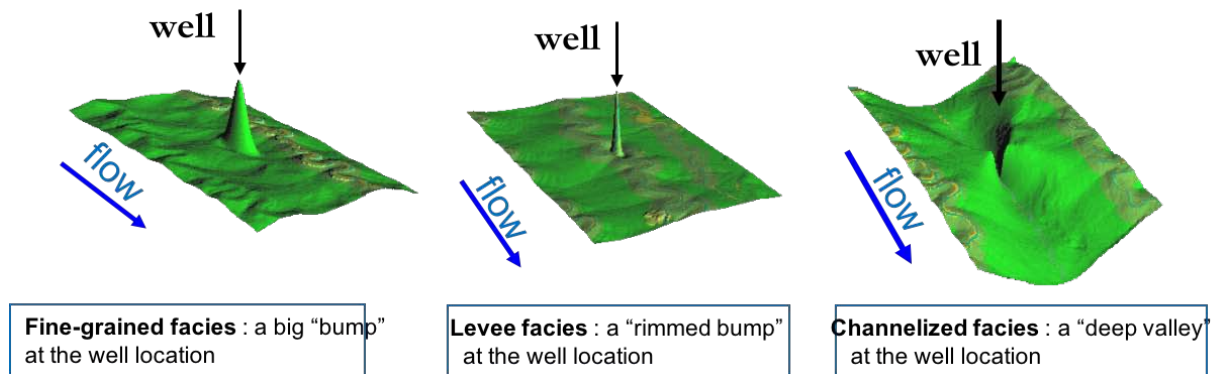 well
well
well
flow
flow
flow
Fine-grained facies : a big “bump”
at the well location
Levee facies : a “rimmed bump”
at the well location
Channelized facies : a “deep valley”
at the well location